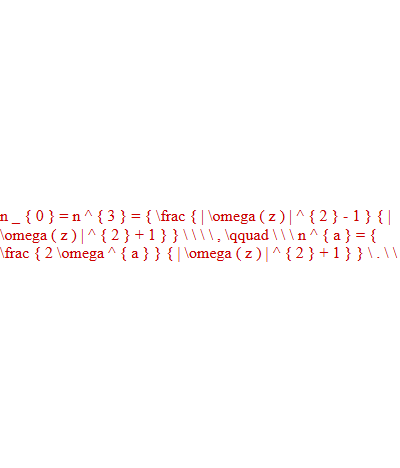 n _ { 0 } = n ^ { 3 } = { \frac { | \omega ( z ) | ^ { 2 } - 1 } { |
\omega ( z ) | ^ { 2 } + 1 } } \ \ \ \ , \qquad \ \ \ n ^ { a } = {
\frac { 2 \omega ^ { a } } { | \omega ( z ) | ^ { 2 } + 1 } } \ . \ \